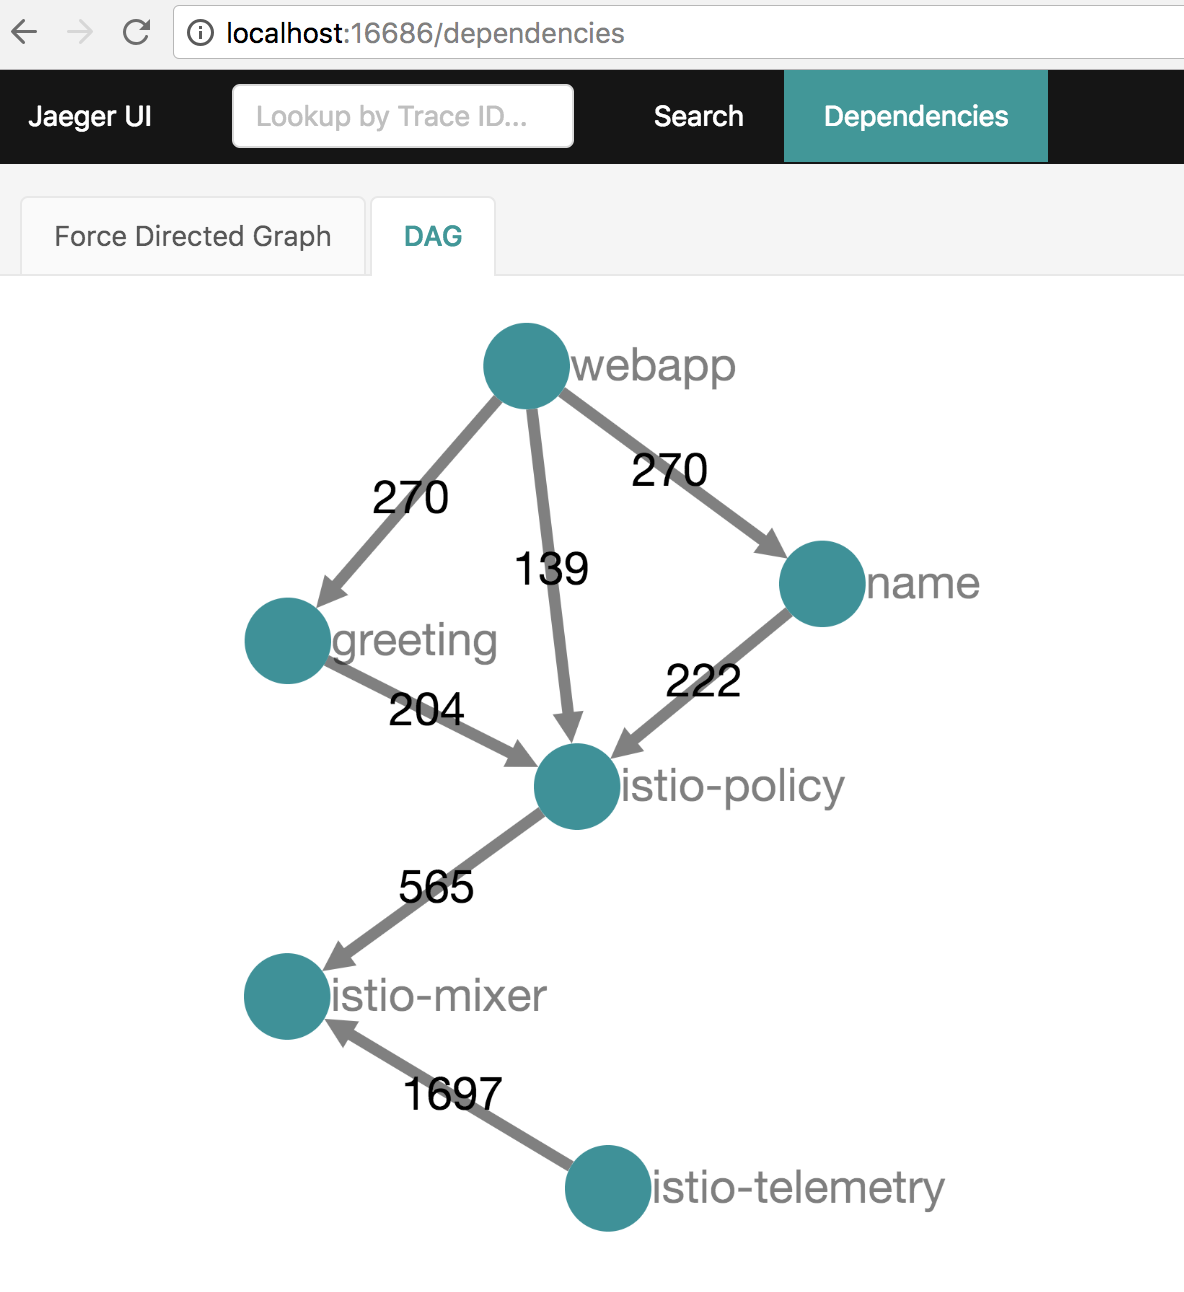 localhost:16686/dependencies
Jaeger UI Lookup by Trace ID... Search Dependencies
Force Directed Graph DAG
webapp
270
270
139
name
greeting
222
204
istio-policy
565
istio-mixer
1697
istio-telemetry